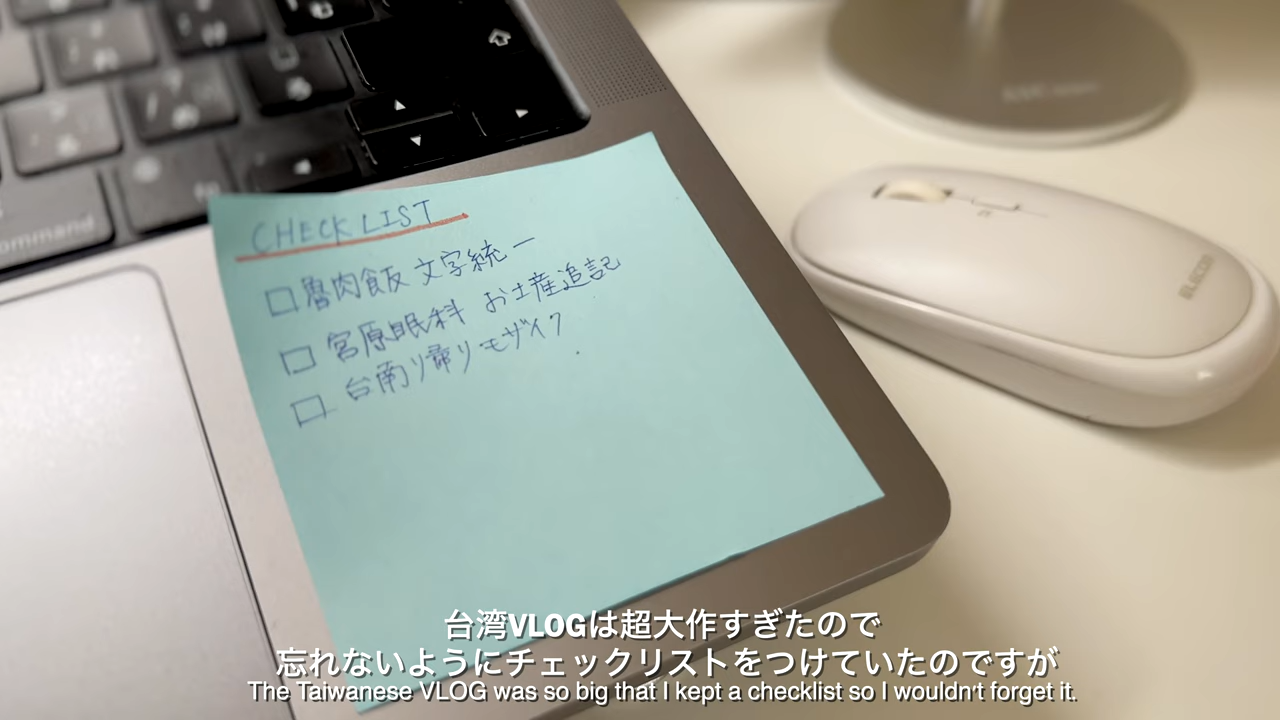 CHECK LIST
□魯肉飯 文字統一
□宮原眼科 お土産追記
□台南り帰りモザイク
ommand
ELECOM
台湾VLOGは超大作すぎたので
忘れないようにチェックリストをつけていたのですが
The Taiwanese VLOG was so big that I kept a checklist so I wouldn't forget it.